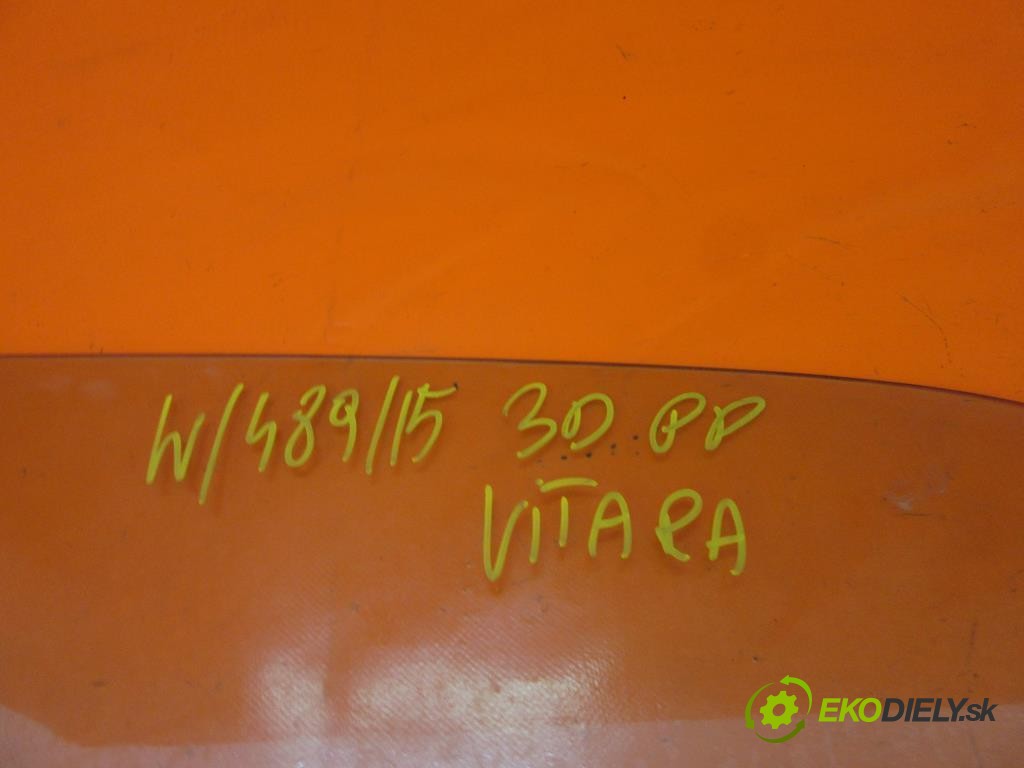 W/489/15 3D PP
VITARA
EKODIELY.sk